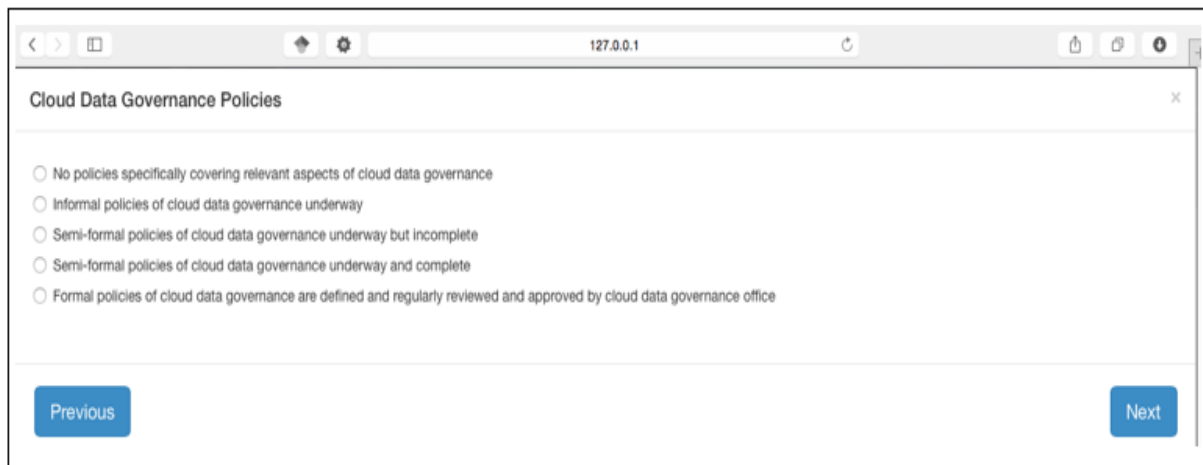 127.0.0.1
Cloud Data Governance Policies
No policies specifically covering relevant aspects of cloud data governance
Informal policies of cloud data governance underway
Semi-formal policies of cloud data governance underway but incomplete
Semi-formal policies of cloud data governance underway and complete
Formal policies of cloud data governance are defined and regularly reviewed and approved by cloud data governance office
Previous
Next